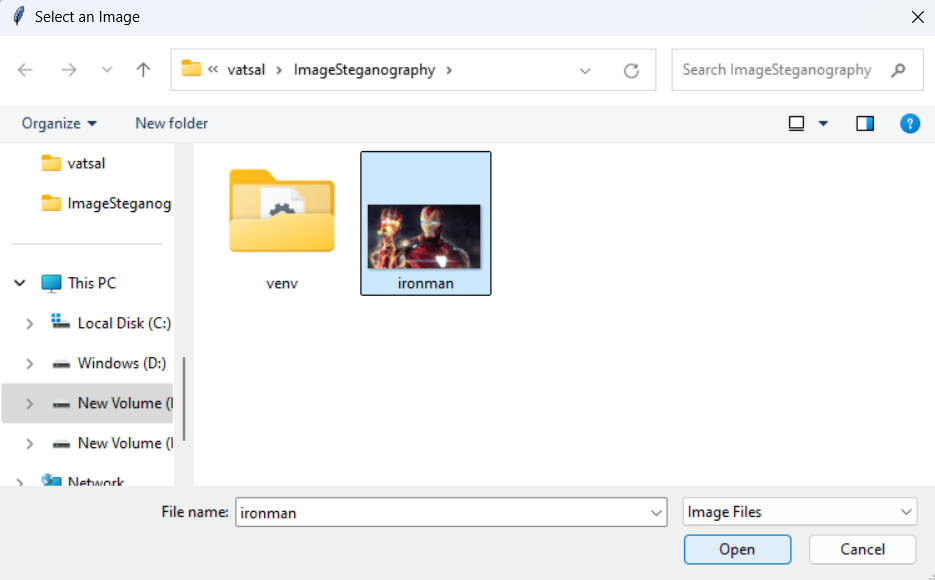 Select an Image
« vatsal › ImageSteganography ›
Search ImageSteganography
Organize
New folder
vatsal
ImageSteganog
This PC
Local Disk (C:)
Windows (D:)
New Volume (
New Volume (
Network
venv
ironman
File name: ironman
Image Files
Open
Cancel